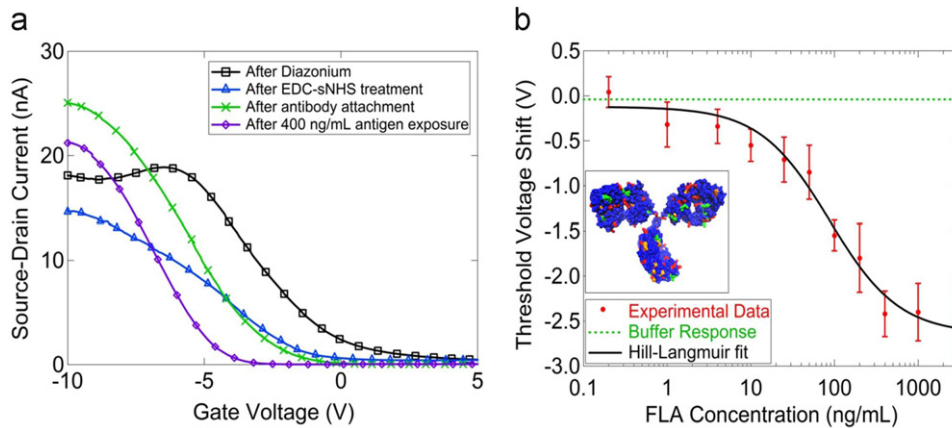 a
30
20
10
0
Source-Drain Current (nA)
-10
-5
0
5
Gate Voltage (V)
After Diazonium
After EDC-sNHS treatment
After antibody attachment
After 400 ng/mL antigen exposure
b
0.5
0.0
-0.5
-1.0
-1.5
-2.0
-2.5
-3.0
Threshold Voltage Shift (V)
0.1
1
10
100
1000
FLA Concentration (ng/mL)
Experimental Data
Buffer Response
Hill-Langmuir fit